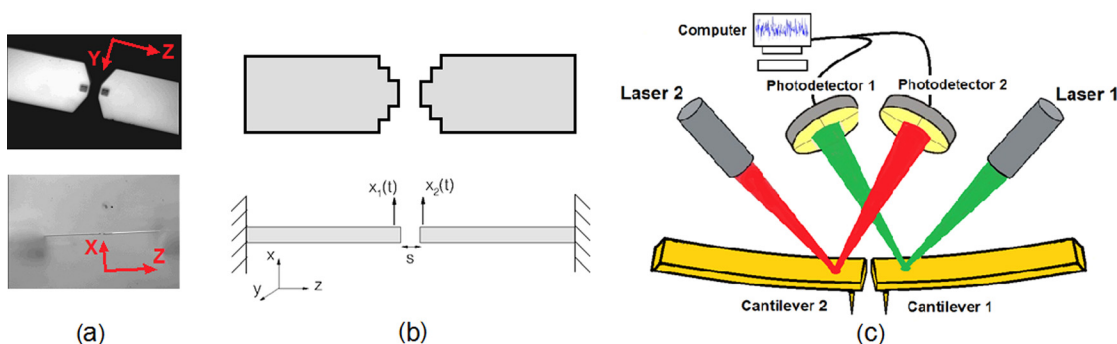 Y
Z
X
Z
(a)
x1(t)
x2(t)
s
x
y
z
(b)
Computer
Photodetector 1
Photodetector 2
Laser 2
Laser 1
Cantilever 2
Cantilever 1
(c)